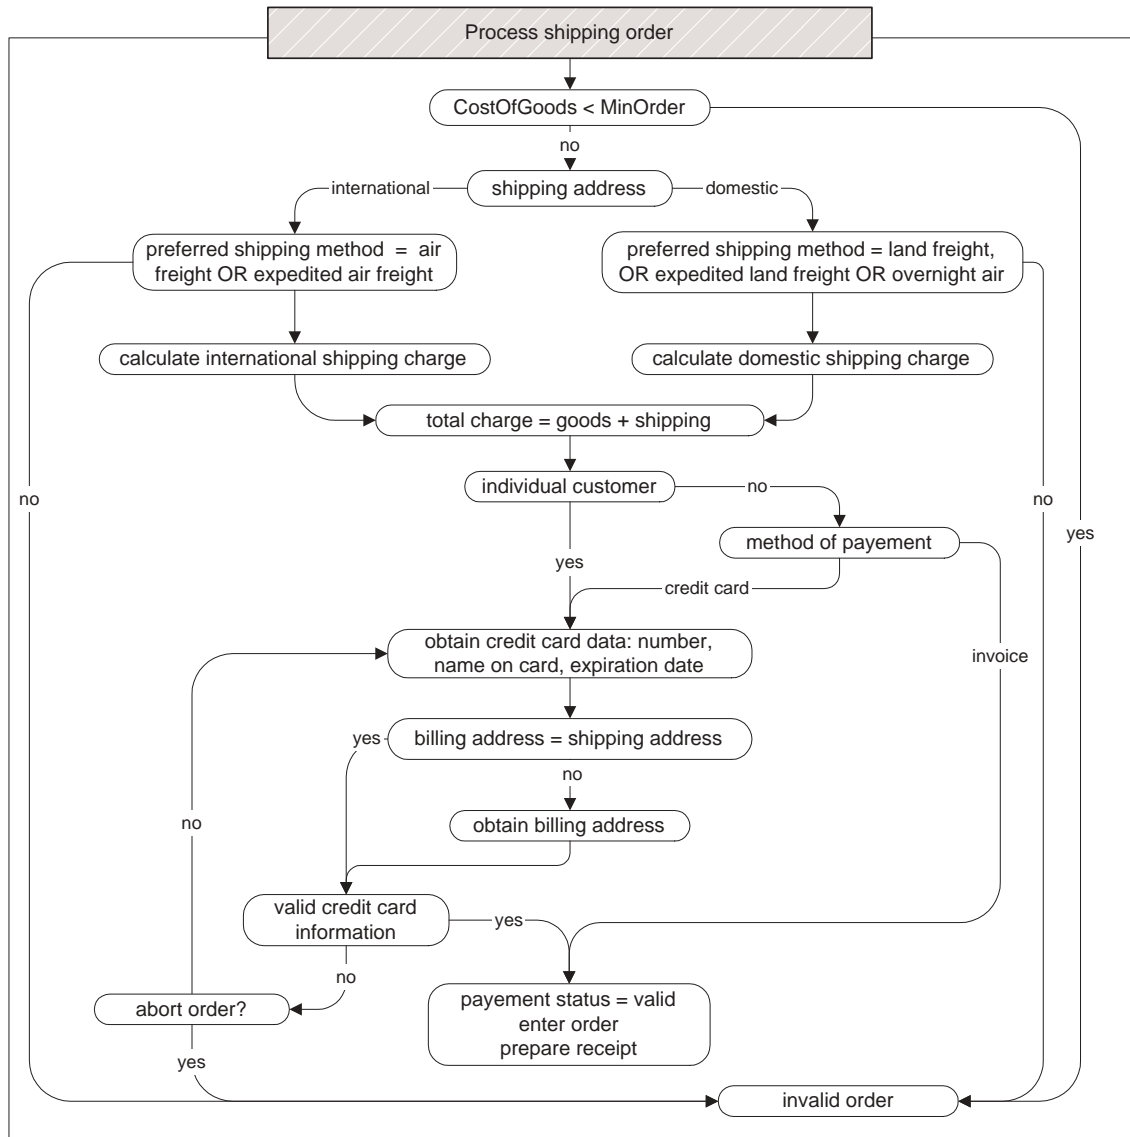 Process shipping order
CostOfGoods < MinOrder
no
international
shipping address
domestic
preferred shipping method = air
freight OR expedited air freight
preferred shipping method = land freight,
OR expedited land freight OR overnight air
calculate international shipping charge
calculate domestic shipping charge
total charge = goods + shipping
individual customer
no
no
no
yes
method of payement
yes
credit card
obtain credit card data: number,
name on card, expiration date
invoice
yes
billing address = shipping address
no
no
obtain billing address
valid credit card
information
yes
no
abort order?
payement status = valid
enter order
prepare receipt
yes
invalid order